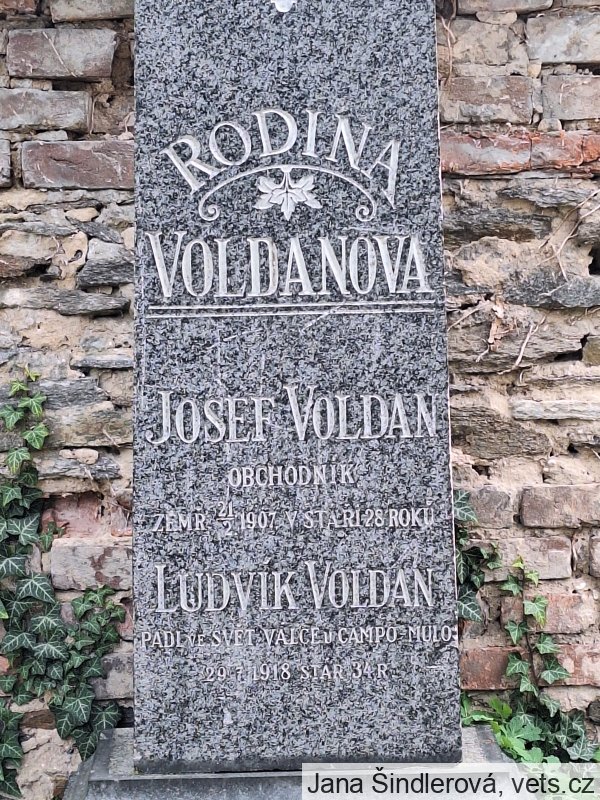 RODINA
VOLDANOVA
JOSEF VOLDAN
OBCHODNÍK
ZEMŘ. 21/2 1907 V STÁŘÍ 28 ROKŮ
LUDVÍK VOLDAN
PADL VE SVĚT. VÁLCE U CAMPO-MULO
29. 7. 1918 STÁR 34 R.
Jana Šindlerová, vets.cz